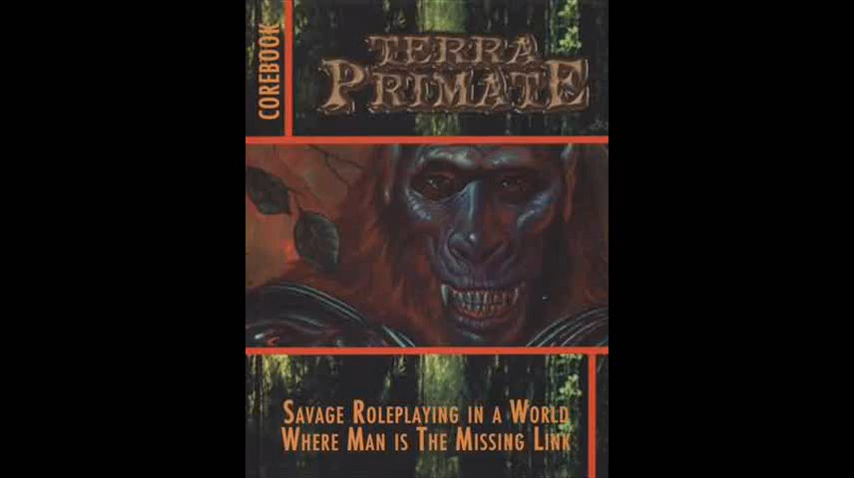 COREBOOK
TERRA
PRIMATE
SAVAGE ROLEPLAYING IN A WORLD
WHERE MAN IS THE MISSING LINK